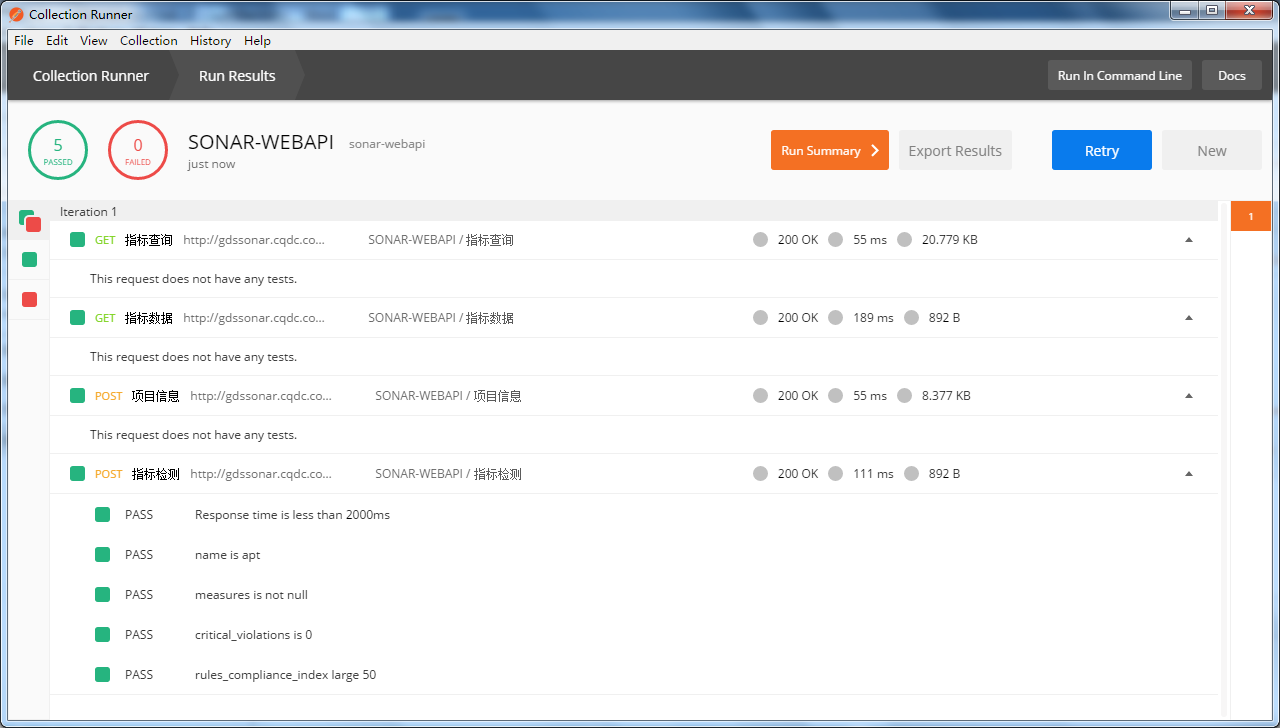 Collection Runner
File Edit View Collection History Help
Collection Runner Run Results Run In Command Line Docs
5 PASSED 0 FAILED SONAR-WEBAPI sonar-webapi just now Run Summary Export Results Retry New
Iteration 1 1
GET 指标查询 http://gdssonar.cqdc.co... SONAR-WEBAPI / 指标查询 200 OK 55 ms 20.779 KB
This request does not have any tests.
GET 指标数据 http://gdssonar.cqdc.co... SONAR-WEBAPI / 指标数据 200 OK 189 ms 892 B
This request does not have any tests.
POST 项目信息 http://gdssonar.cqdc.co... SONAR-WEBAPI / 项目信息 200 OK 55 ms 8.377 KB
This request does not have any tests.
POST 指标检测 http://gdssonar.cqdc.co... SONAR-WEBAPI / 指标检测 200 OK 111 ms 892 B
PASS Response time is less than 2000ms
PASS name is apt
PASS measures is not null
PASS critical_violations is 0
PASS rules_compliance_index large 50